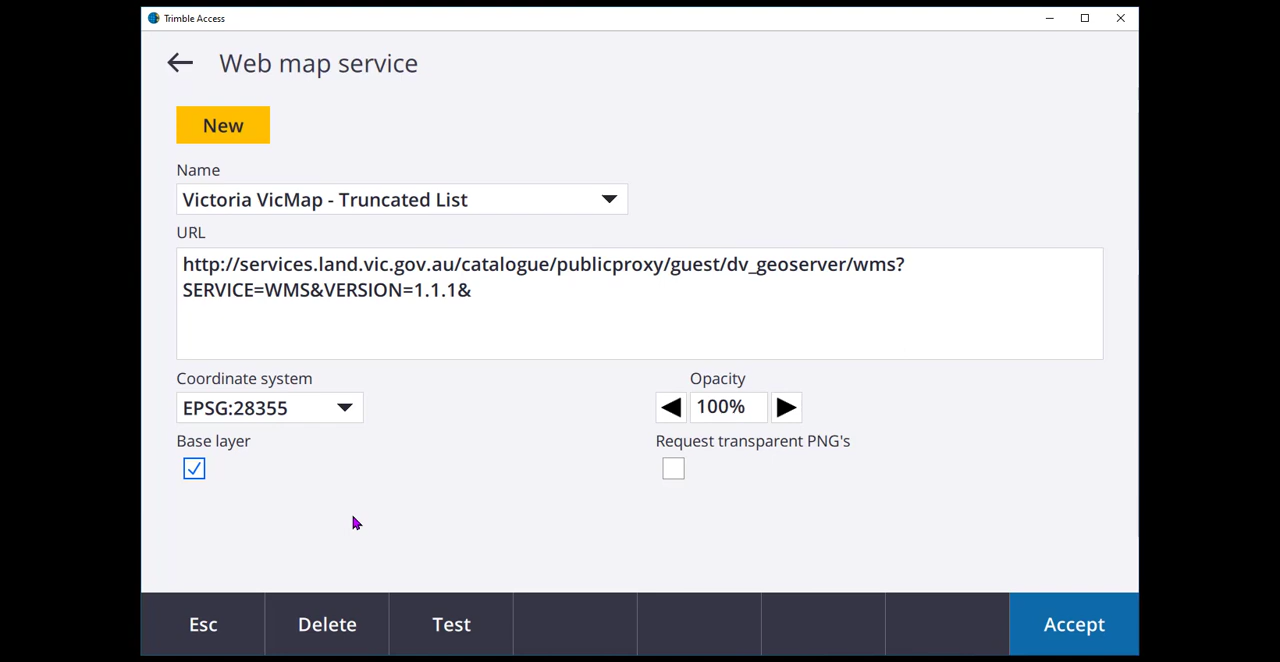 Trimble Access
Web map service
New
Name
Victoria VicMap - Truncated List
URL
http://services.land.vic.gov.au/catalogue/publicproxy/guest/dv_geoserver/wms?
SERVICE=WMS&VERSION=1.1.1&
Coordinate system
Opacity
EPSG:28355
100%
Base layer
Request transparent PNG's
Esc
Delete
Test
Accept